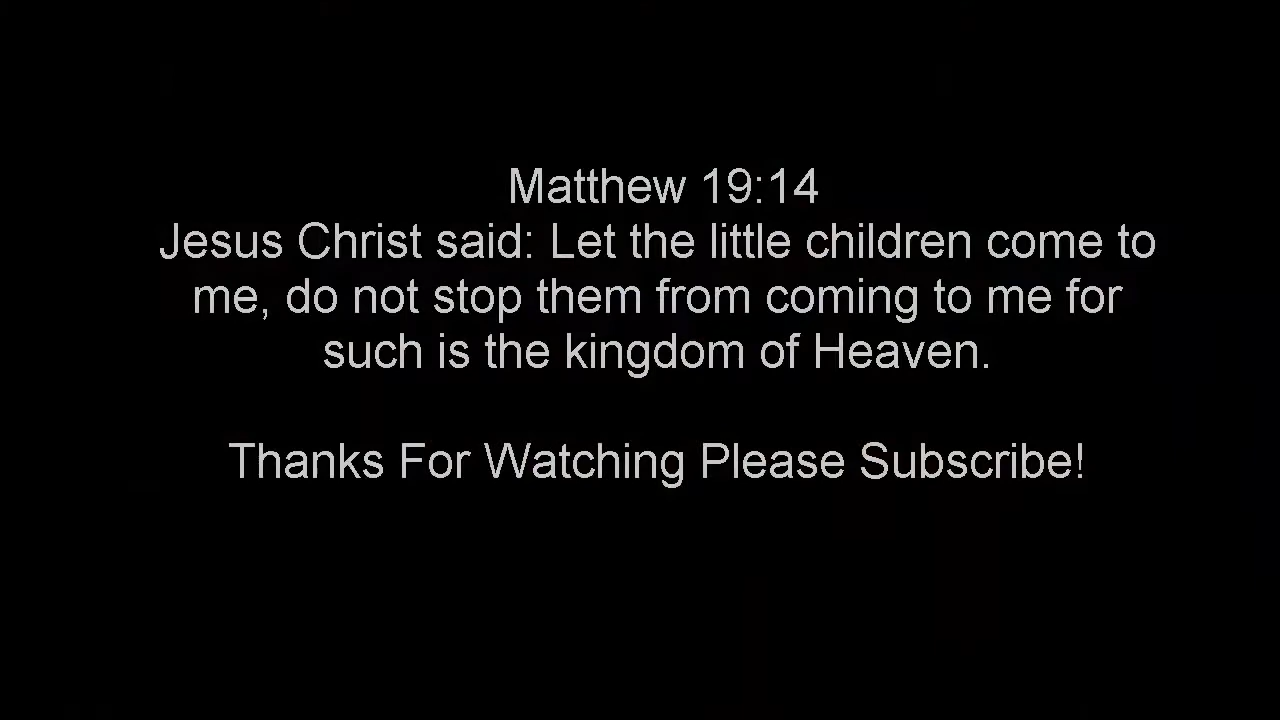 Matthew 19:14
Jesus Christ said: Let the little children come to
me, do not stop them from coming to me for
such is the kingdom of Heaven.
Thanks For Watching Please Subscribe!